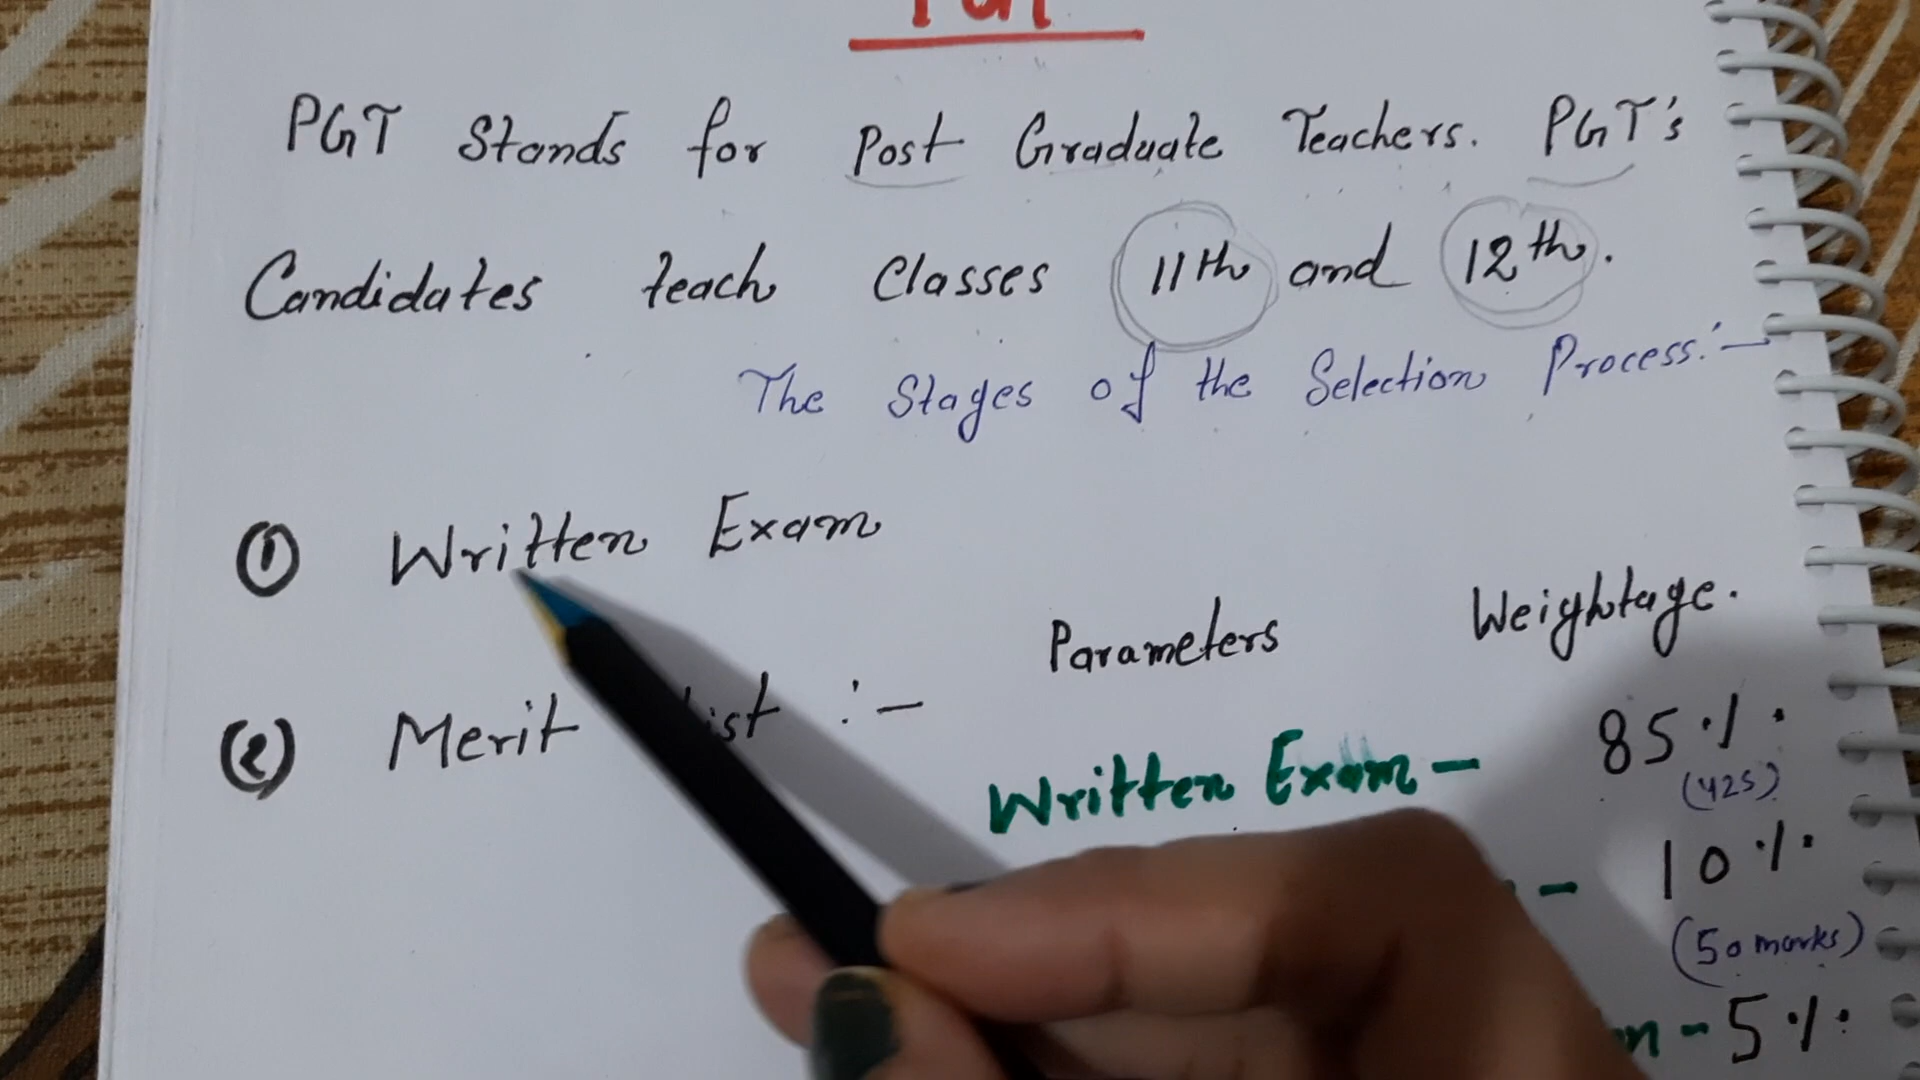 PGT
PGT Stands for Post Graduate Teachers. PGT's
Candidates teach Classes 11th and 12th.
The Stages of the Selection Process:-
① Written Exam
(2) Merit :-
Parameters Weightage.
Written Exam - 85%.
(425)
- 10%.
(50 marks)
- 5%.